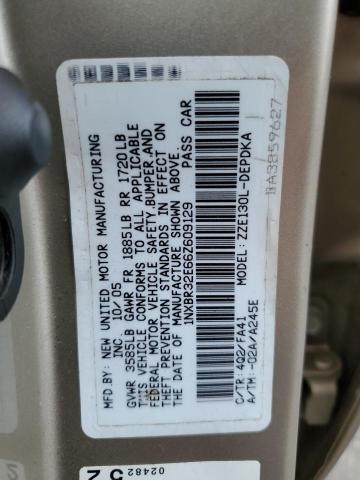 MFD BY: NEW UNITED MOTOR MANUFACTURING
INC. 10/05
GVWR 3585LB GAWR FR 1885LB RR 1720LB
THIS VEHICLE CONFORMS TO ALL APPLICABLE
FEDERAL MOTOR VEHICLE SAFETY,BUMPER,AND
THEFT PREVENTION STANDARDS IN EFFECT ON
THE DATE OF MANUFACTURE SHOWN ABOVE.
1NXBR32E66Z609129 PASS CAR
ZZE130L-DEPDKA
C/TR: 4Q2/FA41
A/TM: -02A/A245E
BA3859627
02482
5 Z